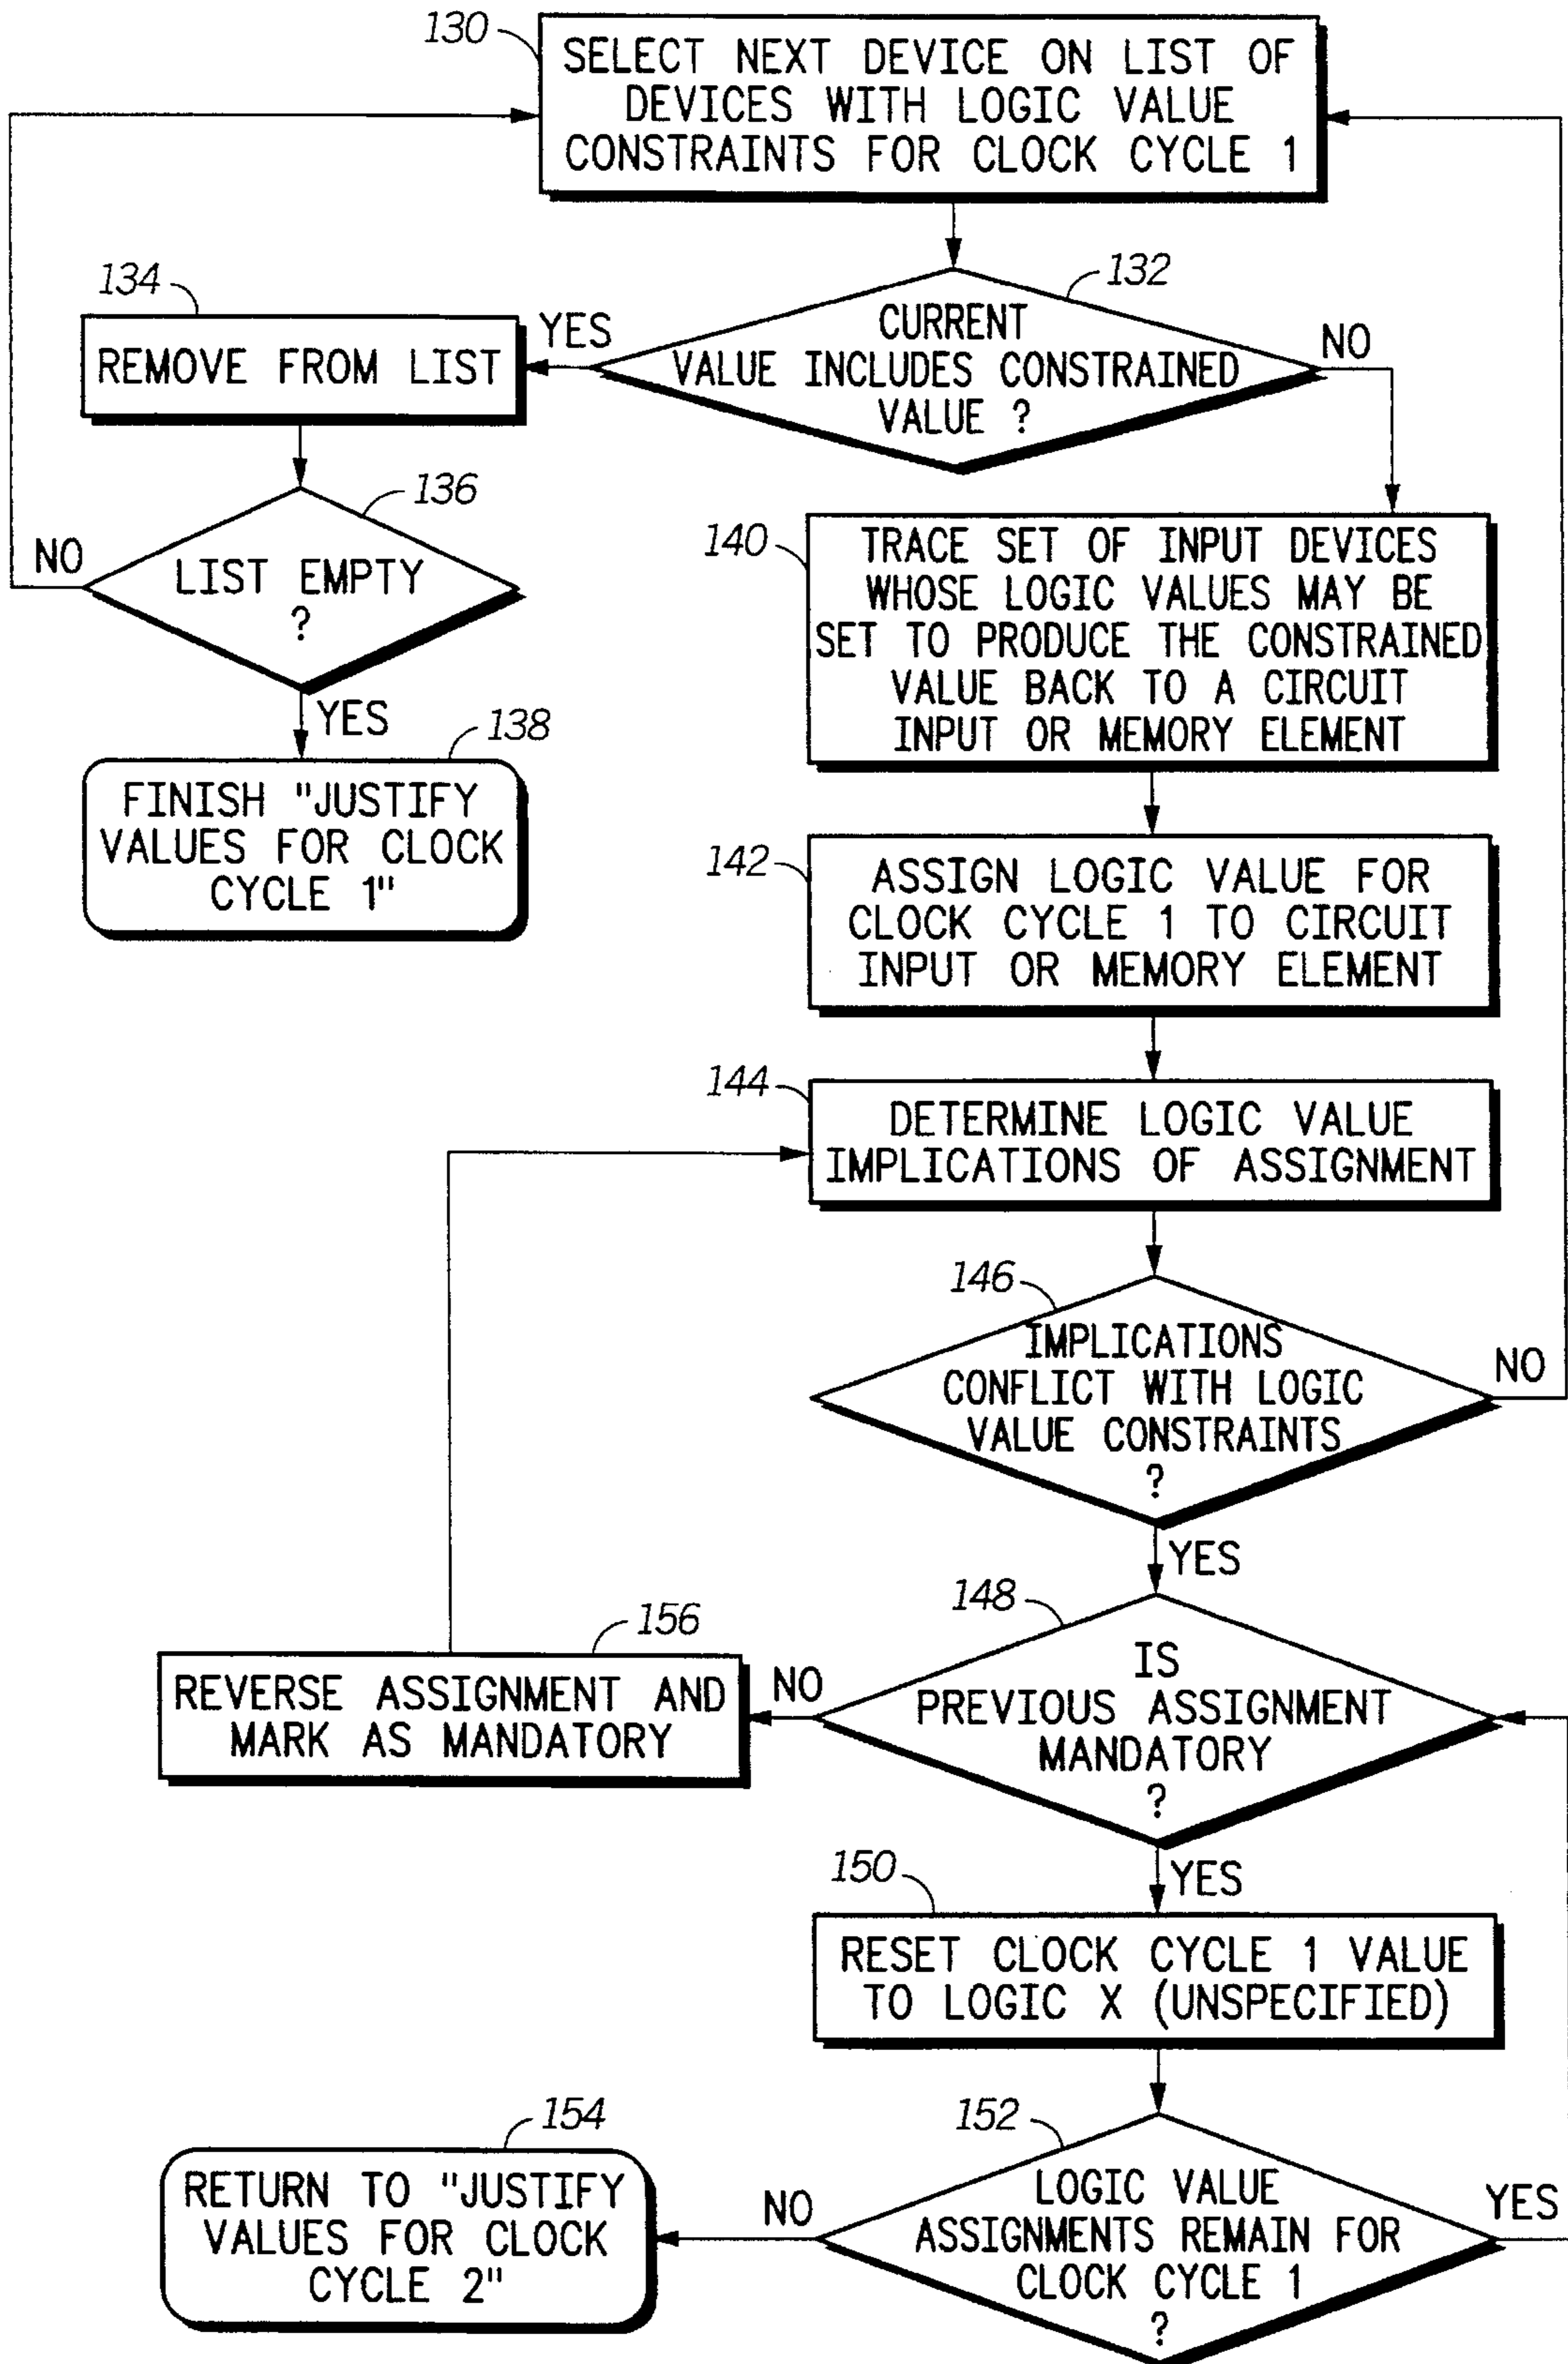 130
SELECT NEXT DEVICE ON LIST OF
DEVICES WITH LOGIC VALUE
CONSTRAINTS FOR CLOCK CYCLE 1
132
CURRENT
VALUE INCLUDES CONSTRAINED
VALUE ?
YES
NO
134
REMOVE FROM LIST
136
LIST EMPTY
?
NO
YES
138
FINISH "JUSTIFY
VALUES FOR CLOCK
CYCLE 1"
140
TRACE SET OF INPUT DEVICES
WHOSE LOGIC VALUES MAY BE
SET TO PRODUCE THE CONSTRAINED
VALUE BACK TO A CIRCUIT
INPUT OR MEMORY ELEMENT
142
ASSIGN LOGIC VALUE FOR
CLOCK CYCLE 1 TO CIRCUIT
INPUT OR MEMORY ELEMENT
144
DETERMINE LOGIC VALUE
IMPLICATIONS OF ASSIGNMENT
146
IMPLICATIONS
CONFLICT WITH LOGIC
VALUE CONSTRAINTS
?
NO
YES
148
IS
PREVIOUS ASSIGNMENT
MANDATORY
?
NO
YES
156
REVERSE ASSIGNMENT AND
MARK AS MANDATORY
150
RESET CLOCK CYCLE 1 VALUE
TO LOGIC X (UNSPECIFIED)
152
LOGIC VALUE
ASSIGNMENTS REMAIN FOR
CLOCK CYCLE 1
?
NO
YES
154
RETURN TO "JUSTIFY
VALUES FOR CLOCK
CYCLE 2"